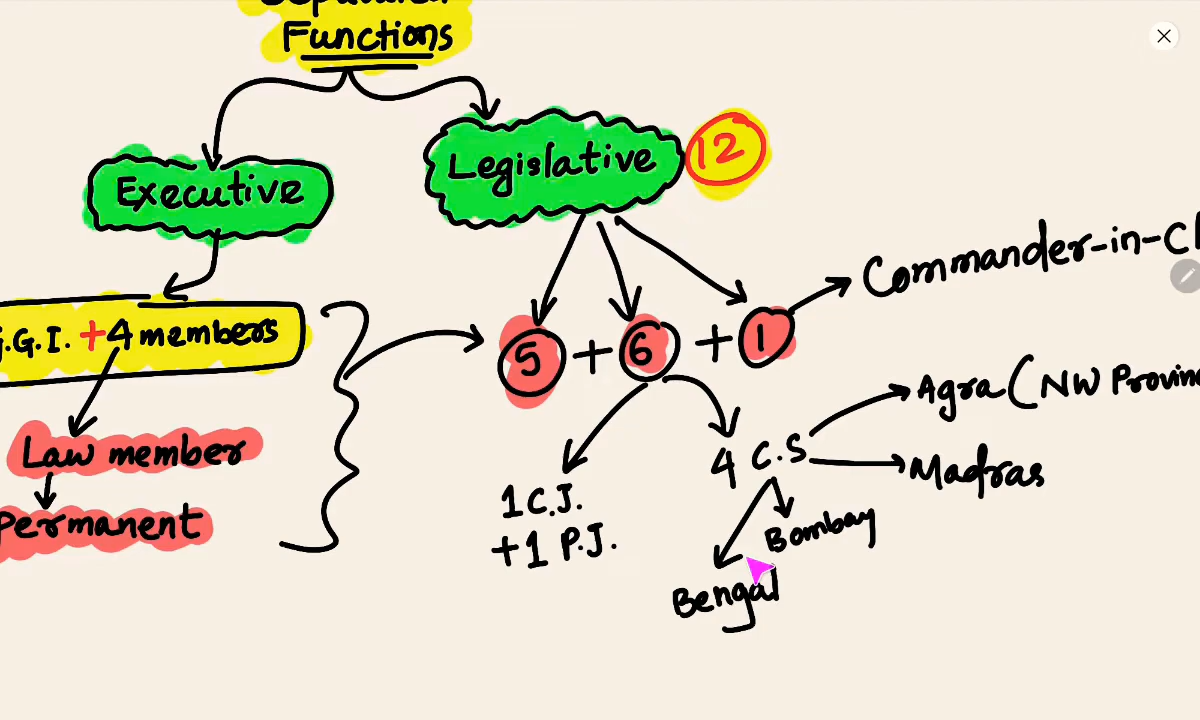 Functions
Executive
Legislative 12
G.G.I. + 4 members
Law member
Permanent
5 + 6 + 1
Commander-in-
1 C.J.
+1 P.J.
4 C.S
Agra (NW
Madras
Bombay
Bengal